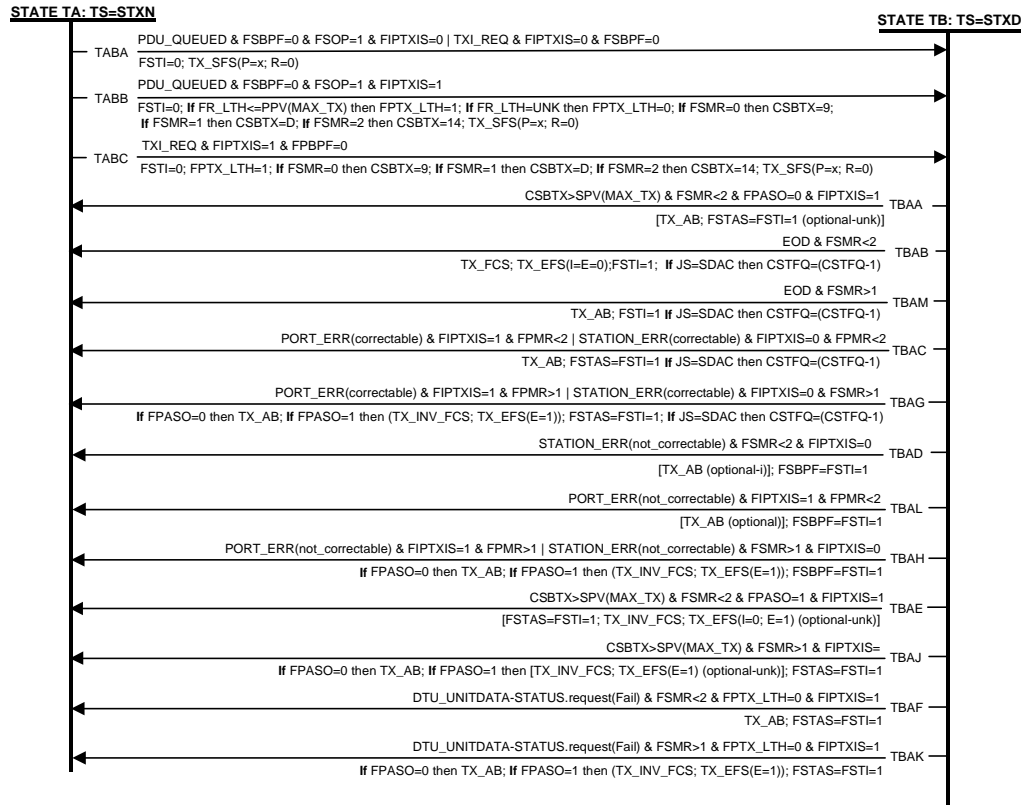 STATE TA: TS=STXN
STATE TB: TS=STXD
PDU_QUEUED & FSBPF=0 & FSOP=1 & FIPTXIS=0 | TXI_REQ & FIPTXIS=0 & FSBPF=0
TABA
FSTI=0; TX_SFS(P=x; R=0)
PDU_QUEUED & FSBPF=0 & FSOP=1 & FIPTXIS=1
TABB
FSTI=0; If FR_LTH<=PPV(MAX_TX) then FPTX_LTH=1; If FR_LTH=UNK then FPTX_LTH=0; If FSMR=0 then CSBTX=9;
If FSMR=1 then CSBTX=D; If FSMR=2 then CSBTX=14; TX_SFS(P=x; R=0)
TXI_REQ & FIPTXIS=1 & FPBPF=0
TABC
FSTI=0; FPTX_LTH=1; If FSMR=0 then CSBTX=9; If FSMR=1 then CSBTX=D; If FSMR=2 then CSBTX=14; TX_SFS(P=x; R=0)
CSBTX>SPV(MAX_TX) & FSMR<2 & FPASO=0 & FIPTXIS=1
TBAA
[TX_AB; FSTAS=FSTI=1 (optional-unk)]
EOD & FSMR<2
TBAB
TX_FCS; TX_EFS(I=E=0);FSTI=1; If JS=SDAC then CSTFQ=(CSTFQ-1)
EOD & FSMR>1
TBAM
TX_AB; FSTI=1 If JS=SDAC then CSTFQ=(CSTFQ-1)
PORT_ERR(correctable) & FIPTXIS=1 & FPMR<2 | STATION_ERR(correctable) & FIPTXIS=0 & FPMR<2
TBAC
TX_AB; FSTAS=FSTI=1 If JS=SDAC then CSTFQ=(CSTFQ-1)
PORT_ERR(correctable) & FIPTXIS=1 & FPMR>1 | STATION_ERR(correctable) & FIPTXIS=0 & FSMR>1
TBAG
If FPASO=0 then TX_AB; If FPASO=1 then (TX_INV_FCS; TX_EFS(E=1)); FSTAS=FSTI=1; If JS=SDAC then CSTFQ=(CSTFQ-1)
STATION_ERR(not_correctable) & FSMR<2 & FIPTXIS=0
TBAD
[TX_AB (optional-i)]; FSBPF=FSTI=1
PORT_ERR(not_correctable) & FIPTXIS=1 & FPMR<2
TBAL
[TX_AB (optional)]; FSBPF=FSTI=1
PORT_ERR(not_correctable) & FIPTXIS=1 & FPMR>1 | STATION_ERR(not_correctable) & FSMR>1 & FIPTXIS=0
TBAH
If FPASO=0 then TX_AB; If FPASO=1 then (TX_INV_FCS; TX_EFS(E=1)); FSBPF=FSTI=1
CSBTX>SPV(MAX_TX) & FSMR<2 & FPASO=1 & FIPTXIS=1
TBAE
[FSTAS=FSTI=1; TX_INV_FCS; TX_EFS(I=0; E=1) (optional-unk)]
CSBTX>SPV(MAX_TX) & FSMR>1 & FIPTXIS=
TBAJ
If FPASO=0 then TX_AB; If FPASO=1 then [TX_INV_FCS; TX_EFS(E=1) (optional-unk)]; FSTAS=FSTI=1
DTU_UNITDATA-STATUS.request(Fail) & FSMR<2 & FPTX_LTH=0 & FIPTXIS=1
TBAF
TX_AB; FSTAS=FSTI=1
DTU_UNITDATA-STATUS.request(Fail) & FSMR>1 & FPTX_LTH=0 & FIPTXIS=1
TBAK
If FPASO=0 then TX_AB; If FPASO=1 then (TX_INV_FCS; TX_EFS(E=1)); FSTAS=FSTI=1